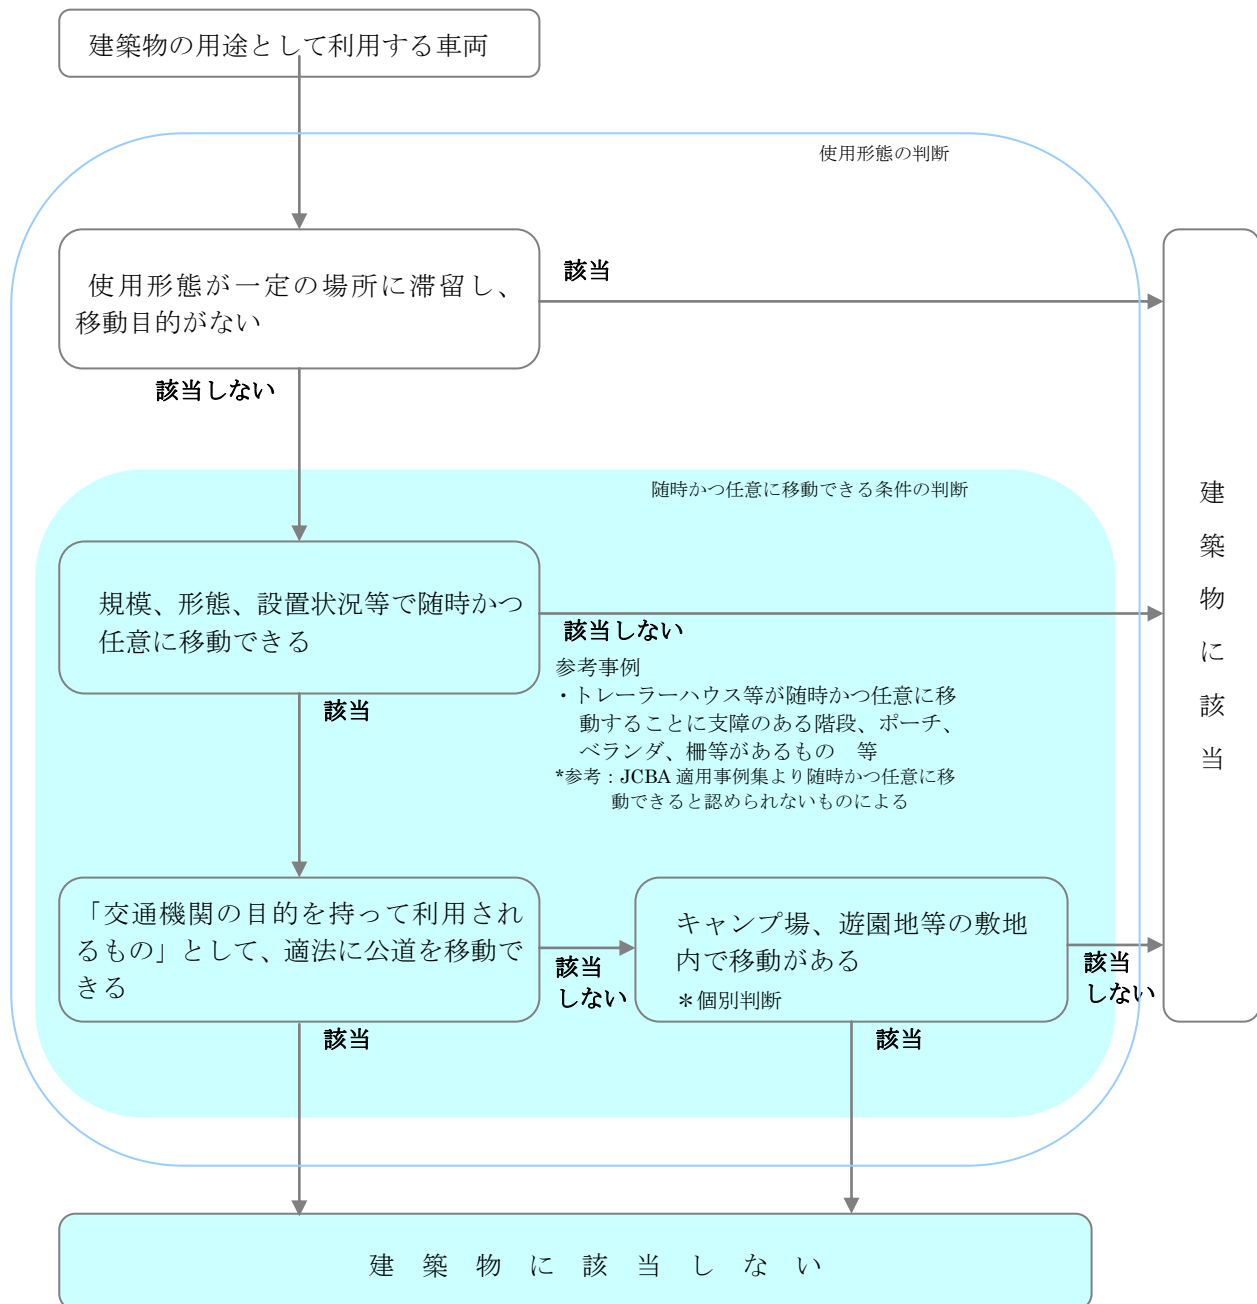 建築物の用途として利用する車両
使用形態の判断
使用形態が一定の場所に滞留し、
移動目的がない
該当
該当しない
随時かつ任意に移動できる条件の判断
規模、形態、設置状況等で随時かつ
任意に移動できる
該当しない
参考事例
・トレーラーハウス等が随時かつ任意に移
動することに支障のある階段、ポーチ、
ベランダ、柵等があるもの　等
*参考：JCBA 適用事例集より随時かつ任意に移
動できると認められないものによる
該当
「交通機関の目的を持って利用され
るもの」として、適法に公道を移動で
きる
該当
しない
キャンプ場、遊園地等の敷地
内で移動がある
＊個別判断
該当
しない
該当
該当
建築物に該当
建築物に該当しない